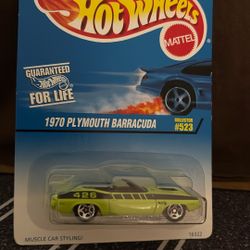 Hot Wheels
MATTEL
GUARANTEED
FOR LIFE
1970 PLYMOUTH BARRACUDA
COLLECTOR
#523
426
MUSCLE CAR STYLING!